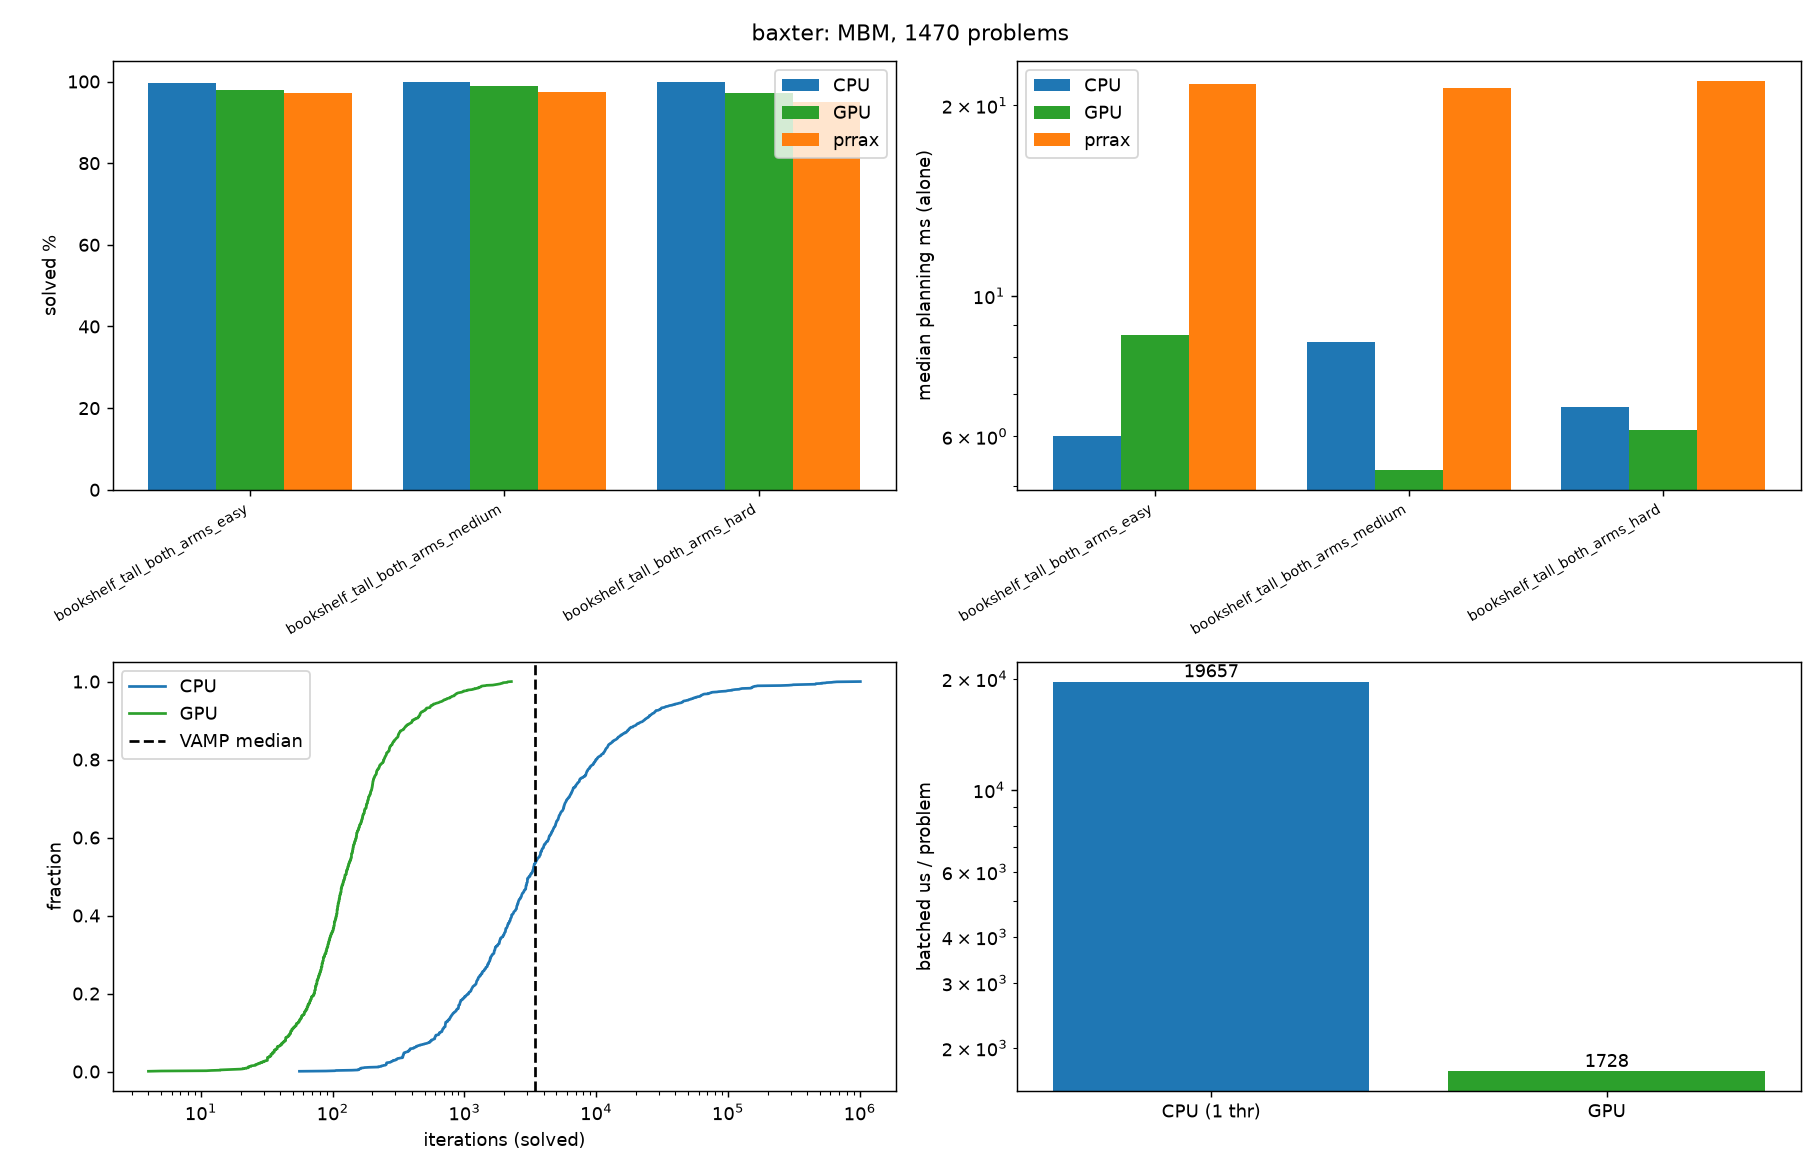 baxter: MBM, 1470 problems
solved %
100
80
60
40
20
0
CPU
GPU
prrax
bookshelf_tall_both_arms_easy
bookshelf_tall_both_arms_medium
bookshelf_tall_both_arms_hard
median planning ms (alone)
2 × 10¹
10¹
6 × 10⁰
CPU
GPU
prrax
bookshelf_tall_both_arms_easy
bookshelf_tall_both_arms_medium
bookshelf_tall_both_arms_hard
fraction
1.0
0.8
0.6
0.4
0.2
0.0
CPU
GPU
VAMP median
10¹
10²
10³
10⁴
10⁵
10⁶
iterations (solved)
batched us / problem
2 × 10⁴
10⁴
6 × 10³
4 × 10³
3 × 10³
2 × 10³
19657
1728
CPU (1 thr)
GPU